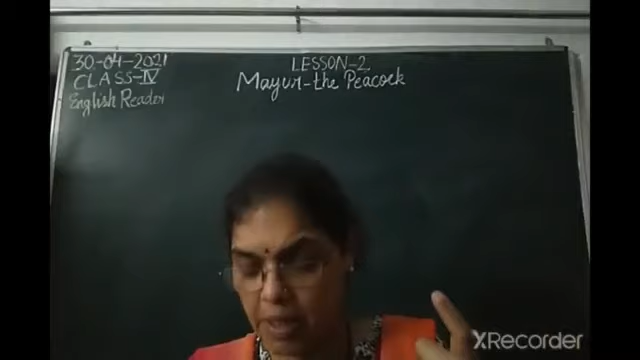 30-04-2021
CLASS-IV
English Reader
LESSON-2
Mayur-the Peacock
XRecorder